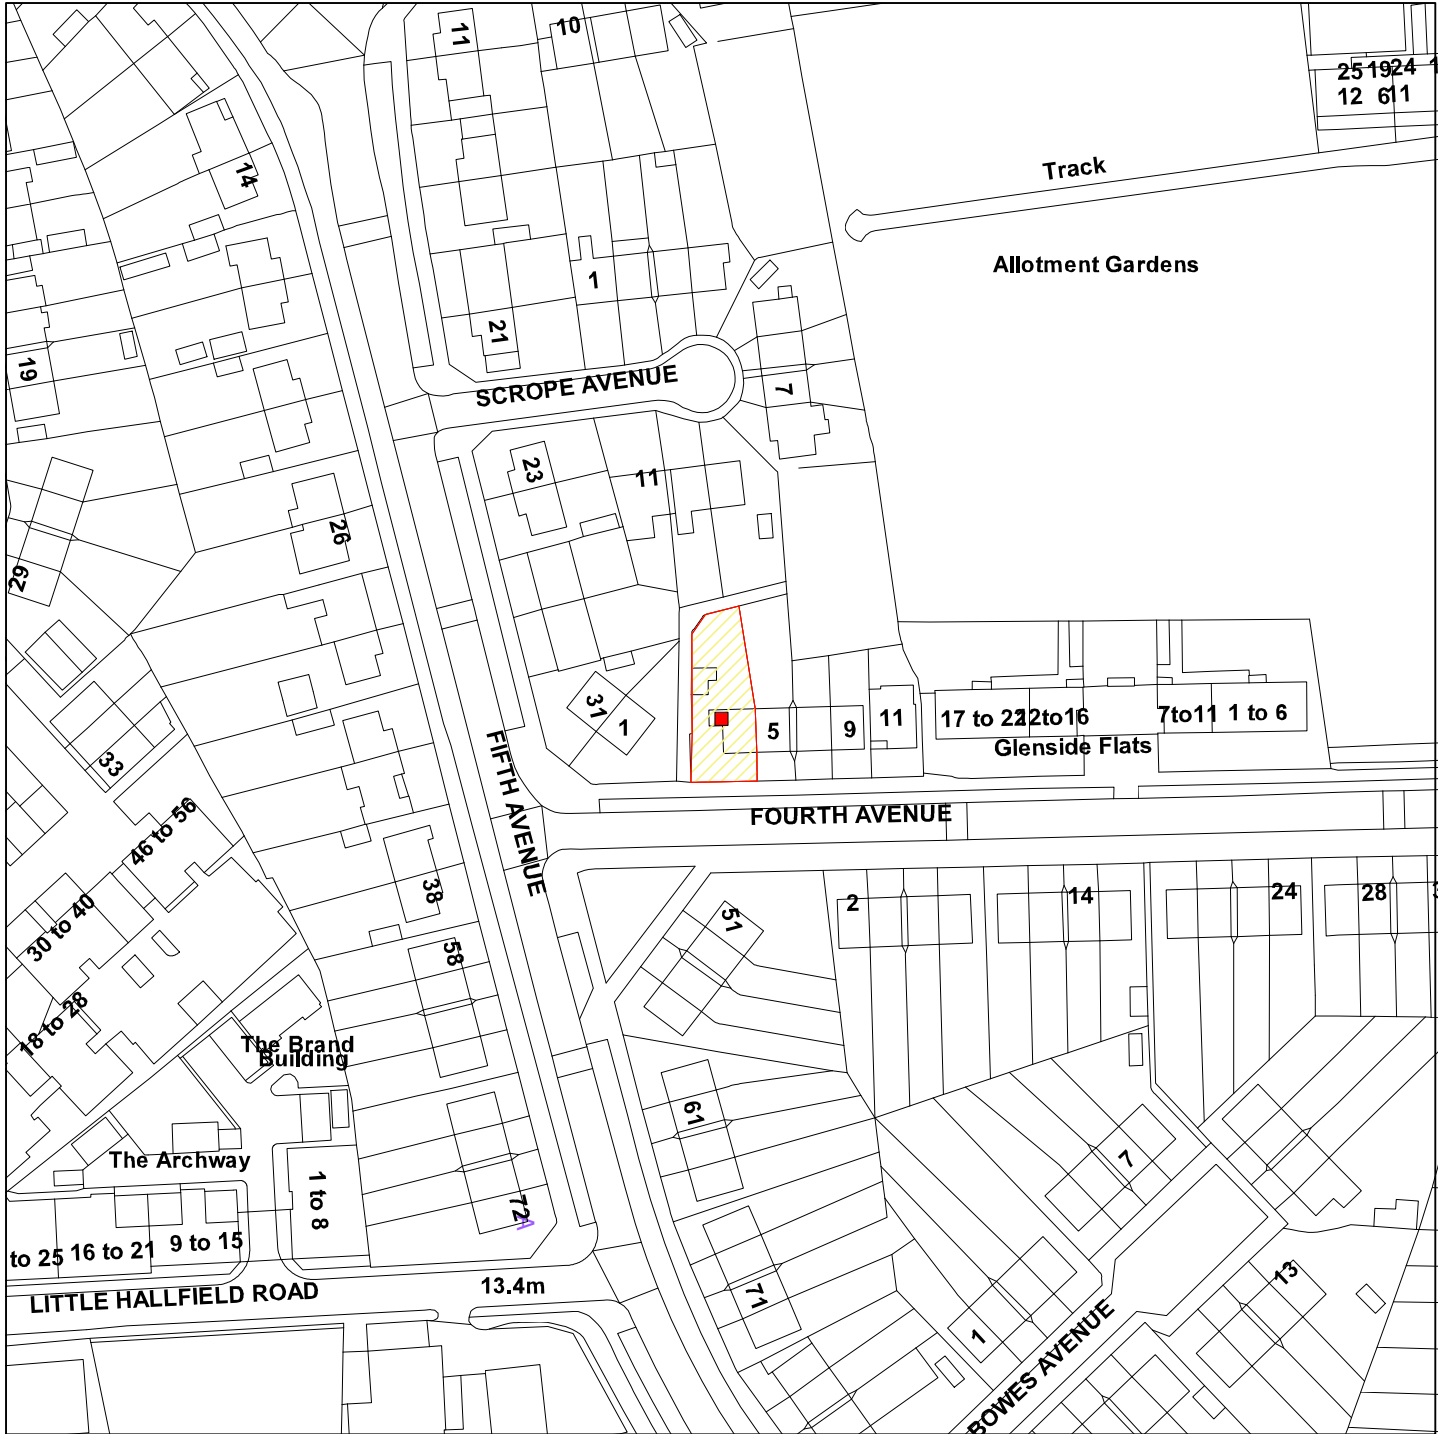 11
10
25 19 24
12 6 11
14
Track
Allotment Gardens
1
21
19
SCROPE AVENUE
7
23
11
26
29
31
1
5
9
11
17 to 22
12 to 16
7 to 11
1 to 6
Glenside Flats
33
FIFTH AVENUE
FOURTH AVENUE
46 to 56
38
30 to 40
51
2
14
24
28
58
18 to 28
The Brand
Building
61
The Archway
7
1 to 8
72
A
to 25
16 to 21
9 to 15
LITTLE HALLFIELD ROAD
13.4m
71
13
1
BOWES AVENUE